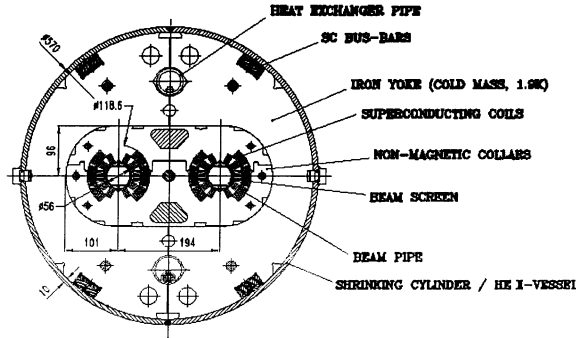 HEAT EXCHANGER PIPE
SC BUS-BARS
IRON YOKE (COLD MASS, 1.9K)
SUPERCONDUCTING COILS
NON-MAGNETIC COLLARS
BEAM SCREEN
BEAM PIPE
SHRINKING CYLINDER / HE II-VESSEL
ø570
ø118.6
96
ø56
101
194
10